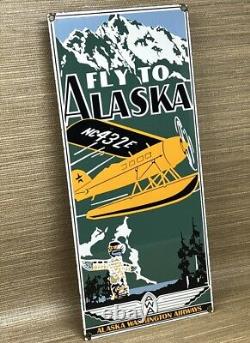 FLY TO
ALASKA
NC432E
ALASKA WASHINGTON AIRWAYS